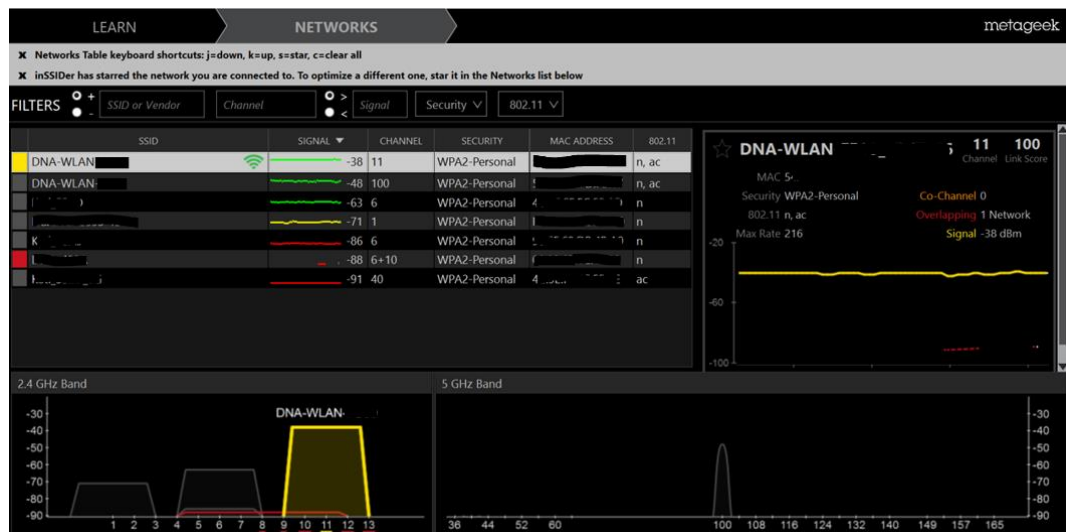 LEARN NETWORKS metageek
x Networks Table keyboard shortcuts: j=down, k=up, s=star, c=clear all
x inSSIDer has starred the network you are connected to. To optimize a different one, star it in the Networks list below
FILTERS + - SSID or Vendor Channel > < Signal Security 802.11
SSID SIGNAL CHANNEL SECURITY MAC ADDRESS 802.11
DNA-WLAN -38 11 WPA2-Personal n, ac
DNA-WLAN- -48 100 WPA2-Personal n, ac
-63 6 WPA2-Personal 4 n
-71 1 WPA2-Personal n
K -86 6 WPA2-Personal n
-88 6+10 WPA2-Personal n
-91 40 WPA2-Personal 4 ac
DNA-WLAN 11 100
Channel Link Score
MAC
Security WPA2-Personal Co-Channel 0
802.11 n, ac Overlapping 1 Network
Max Rate 216 Signal -38 dBm
-20
-60
-100
2.4 GHz Band 5 GHz Band
DNA-WLAN-
-30 -30
-40 -40
-50 -50
-60 -60
-70 -70
-80 -80
-90 -90
1 2 3 4 5 6 7 8 9 10 11 12 13 36 44 52 60 100 108 116 124 132 140 149 157 165